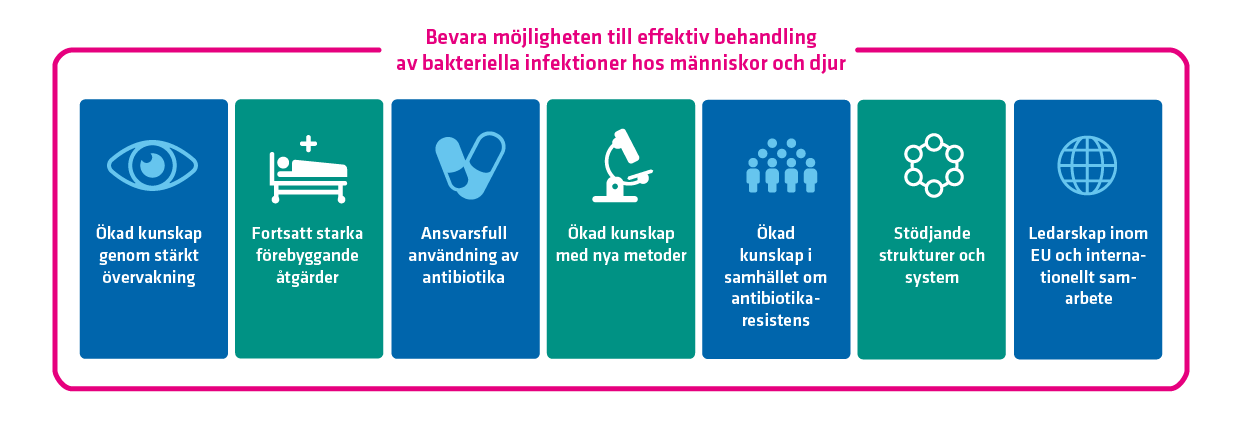 Bevara möjligheten till effektiv behandling
av bakteriella infektioner hos människor och djur
Ökad kunskap
genom stärkt
övervakning
Fortsatt starka
förebyggande
åtgärder
Ansvarsfull
användning av
antibiotika
Ökad kunskap
med nya metoder
Ökad
kunskap i
samhället om
antibiotika-
resistens
Stödjande
strukturer och
system
Ledarskap inom
EU och interna-
tionellt sam-
arbete